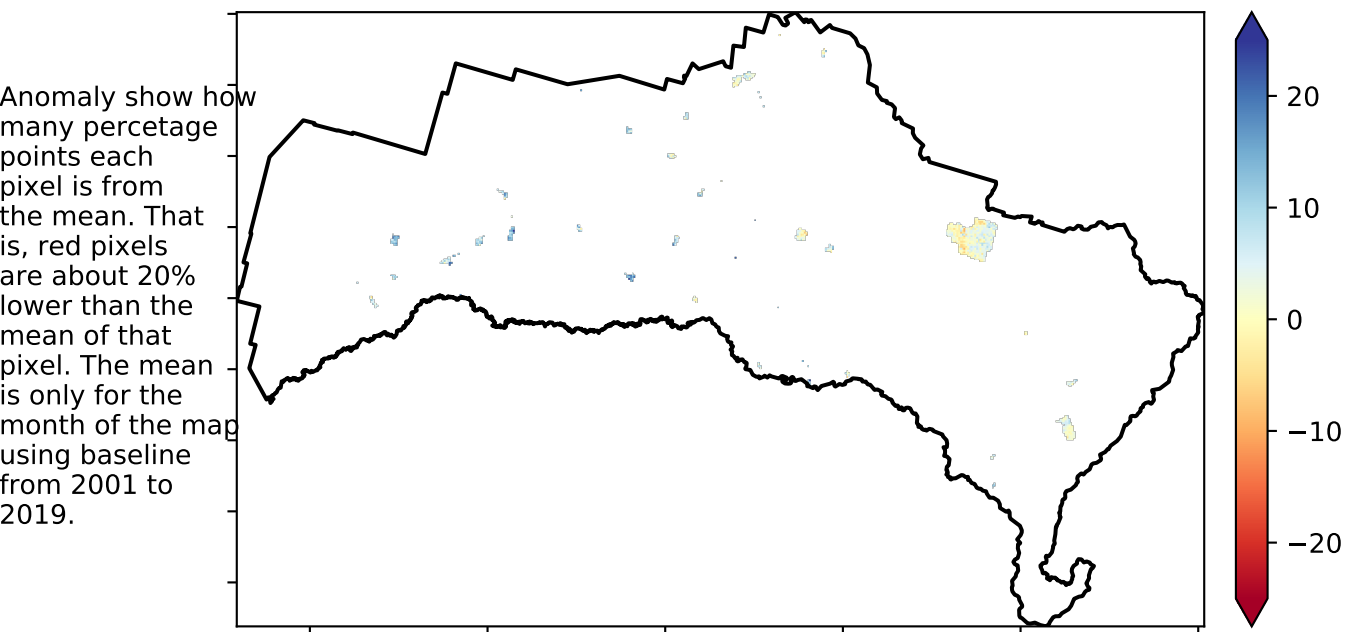 Anomaly show how
many percetage
points each
pixel is from
the mean. That
is, red pixels
are about 20%
lower than the
mean of that
pixel. The mean
is only for the
month of the map
using baseline
from 2001 to
2019.
20
10
0
−10
−20